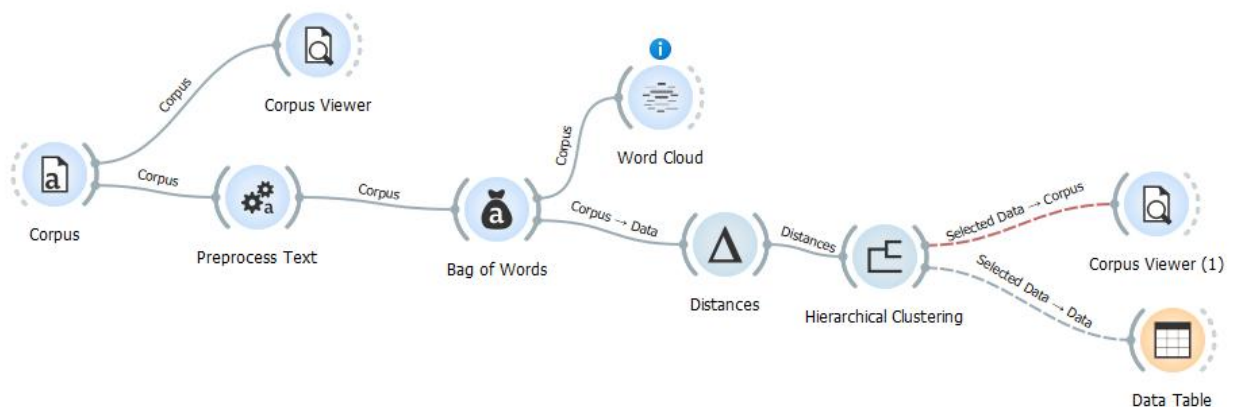 Corpus
Corpus Viewer
Corpus
a
Corpus
Corpus
a
Preprocess Text
Corpus
a
Bag of Words
Corpus
i
Word Cloud
Corpus → Data
Δ
Distances
Distances
Hierarchical Clustering
Selected Data → Corpus
Corpus Viewer (1)
Selected Data → Data
Data Table